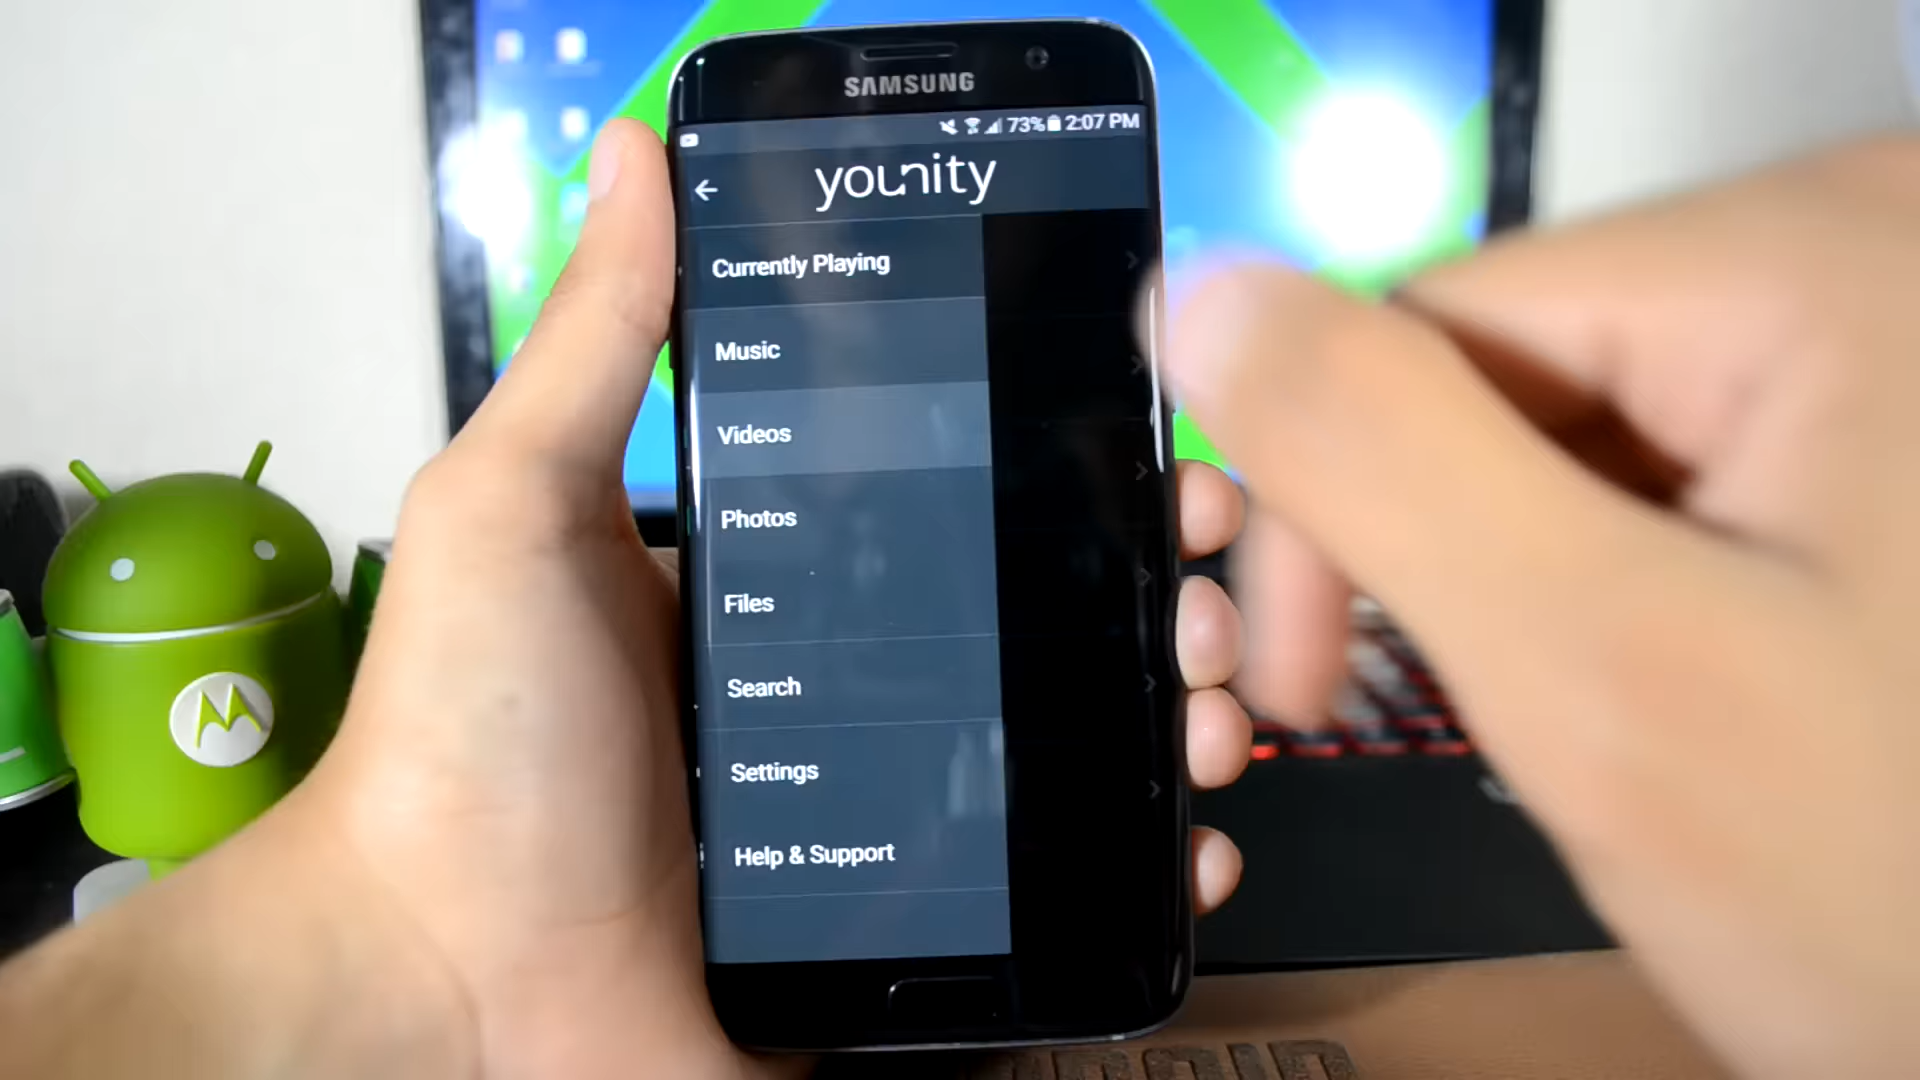 SAMSUNG
73% 2:07 PM
younity
Currently Playing
Music
Videos
Photos
Files
Search
Settings
Help & Support